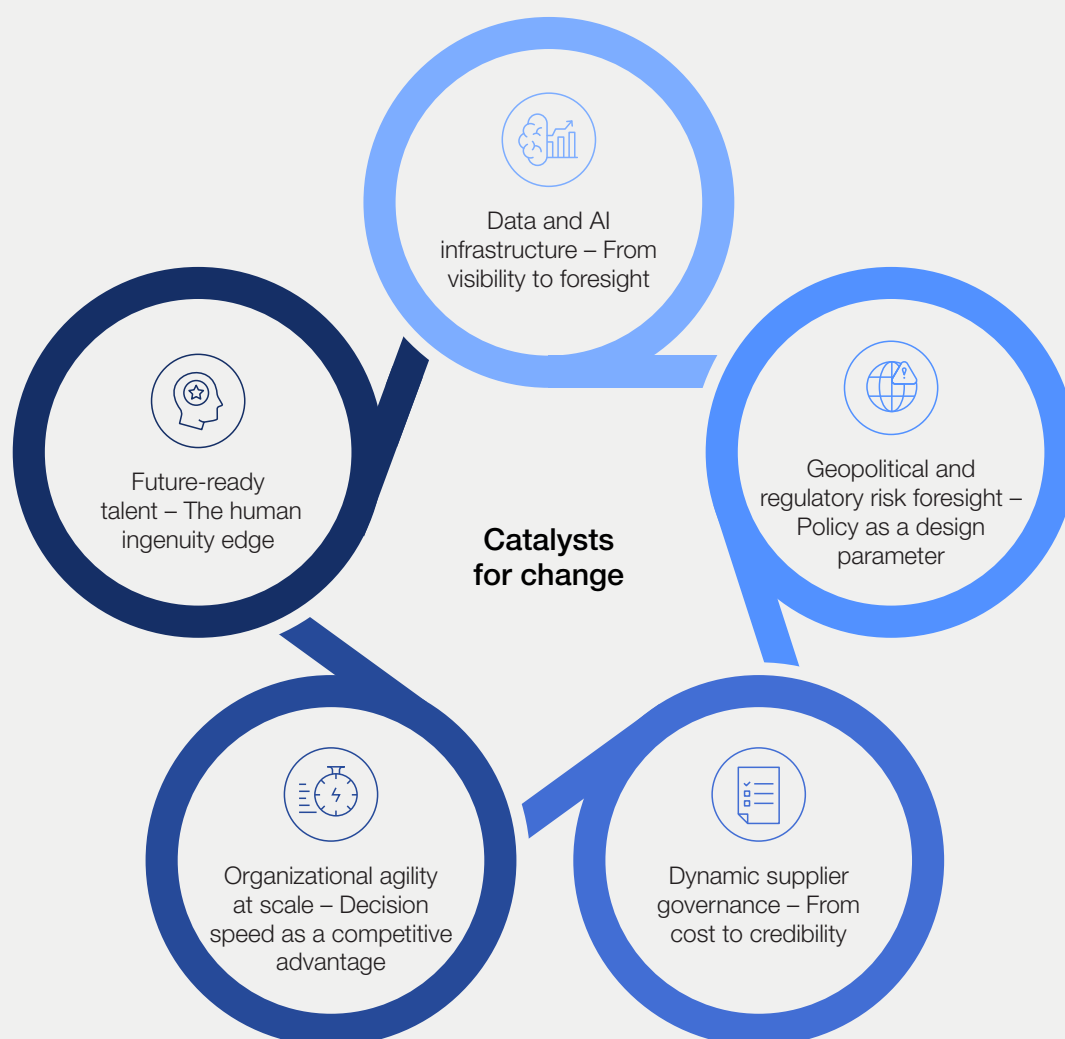 Data and AI
infrastructure – From
visibility to foresight
Geopolitical and
regulatory risk foresight –
Policy as a design
parameter
Dynamic supplier
governance – From
cost to credibility
Organizational agility
at scale – Decision
speed as a competitive
advantage
Future-ready
talent – The human
ingenuity edge
Catalysts
for change